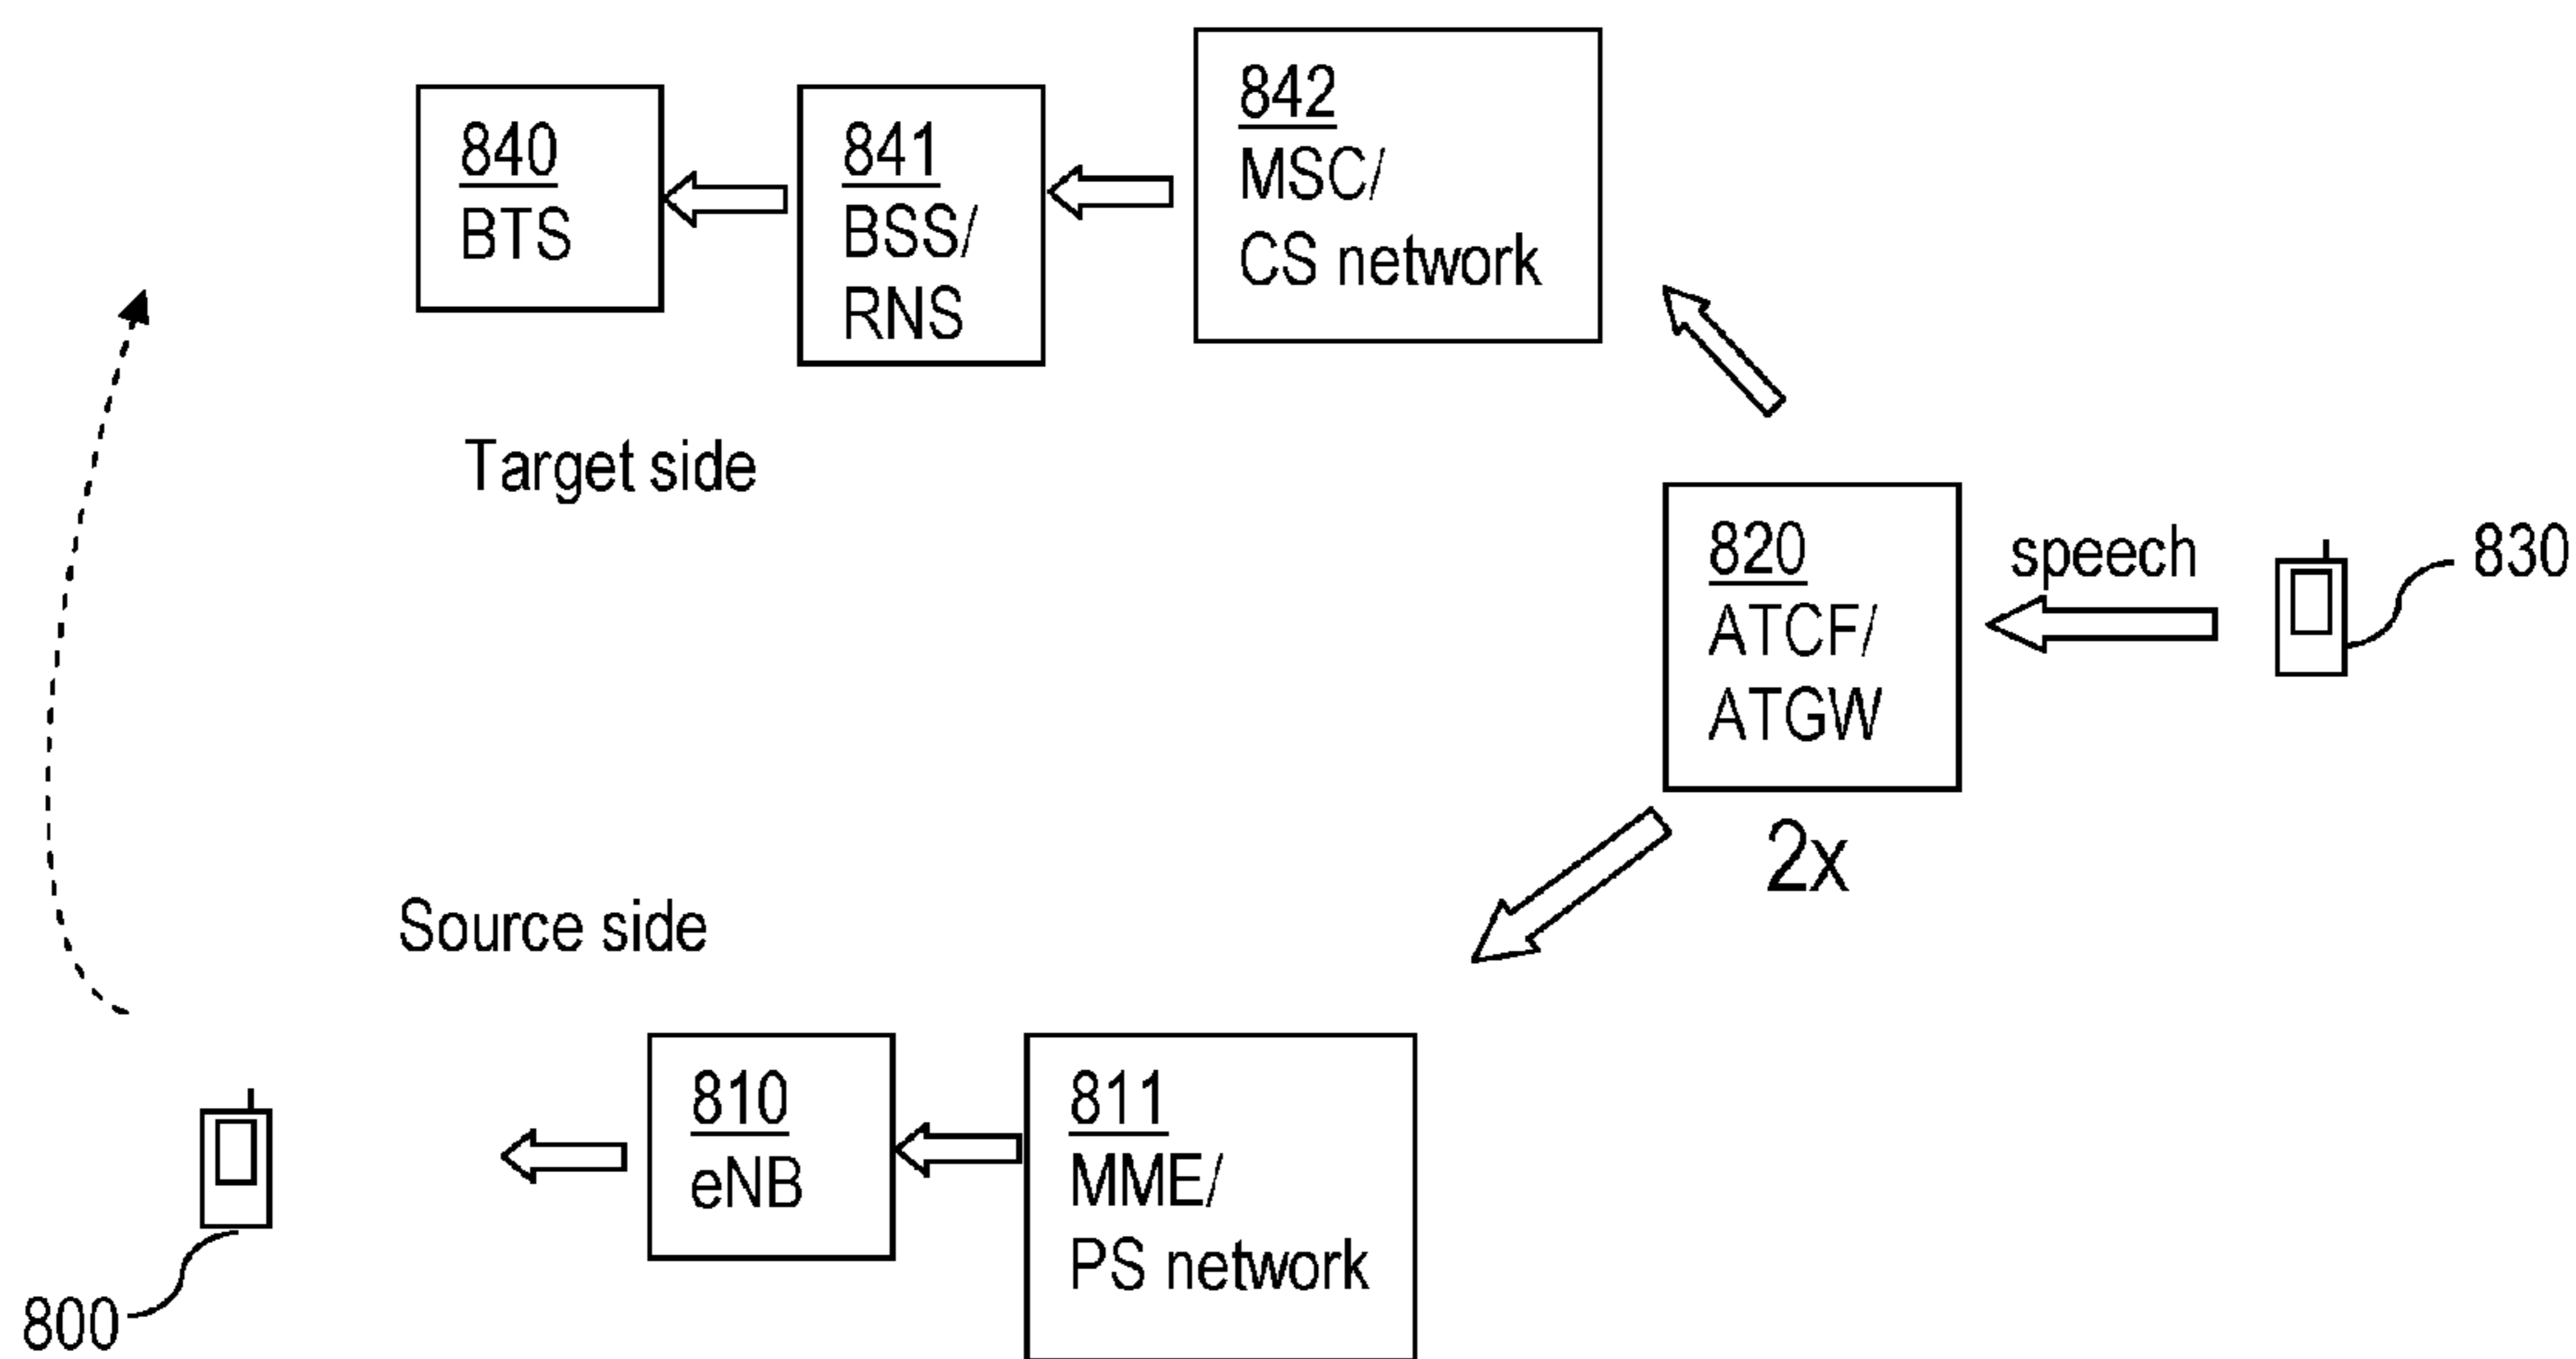 840
BTS
841
BSS/
RNS
842
MSC/
CS network
Target side
820
ATCF/
ATGW
2x
speech
830
Source side
810
eNB
811
MME/
PS network
800